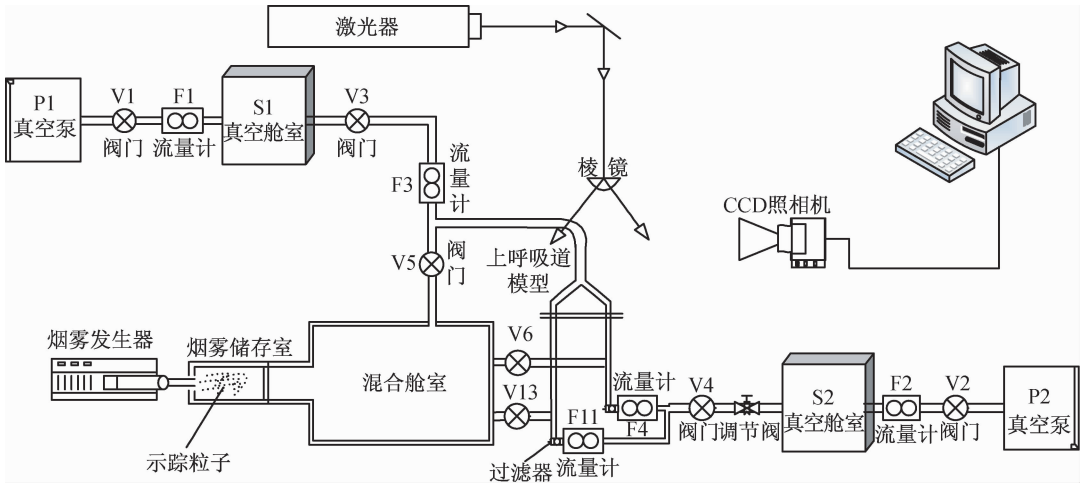 激光器
P1
真空泵
V1
阀门
F1
流量计
S1
真空舱室
V3
阀门
F3
流量计
棱镜
CCD照相机
V5
阀门
上呼吸道
模型
烟雾发生器
烟雾储存室
混合舱室
示踪粒子
V6
V13
流量计
F4
F11
流量计
过滤器
V4
阀门
调节阀
S2
真空舱室
F2
流量计
V2
阀门
P2
真空泵